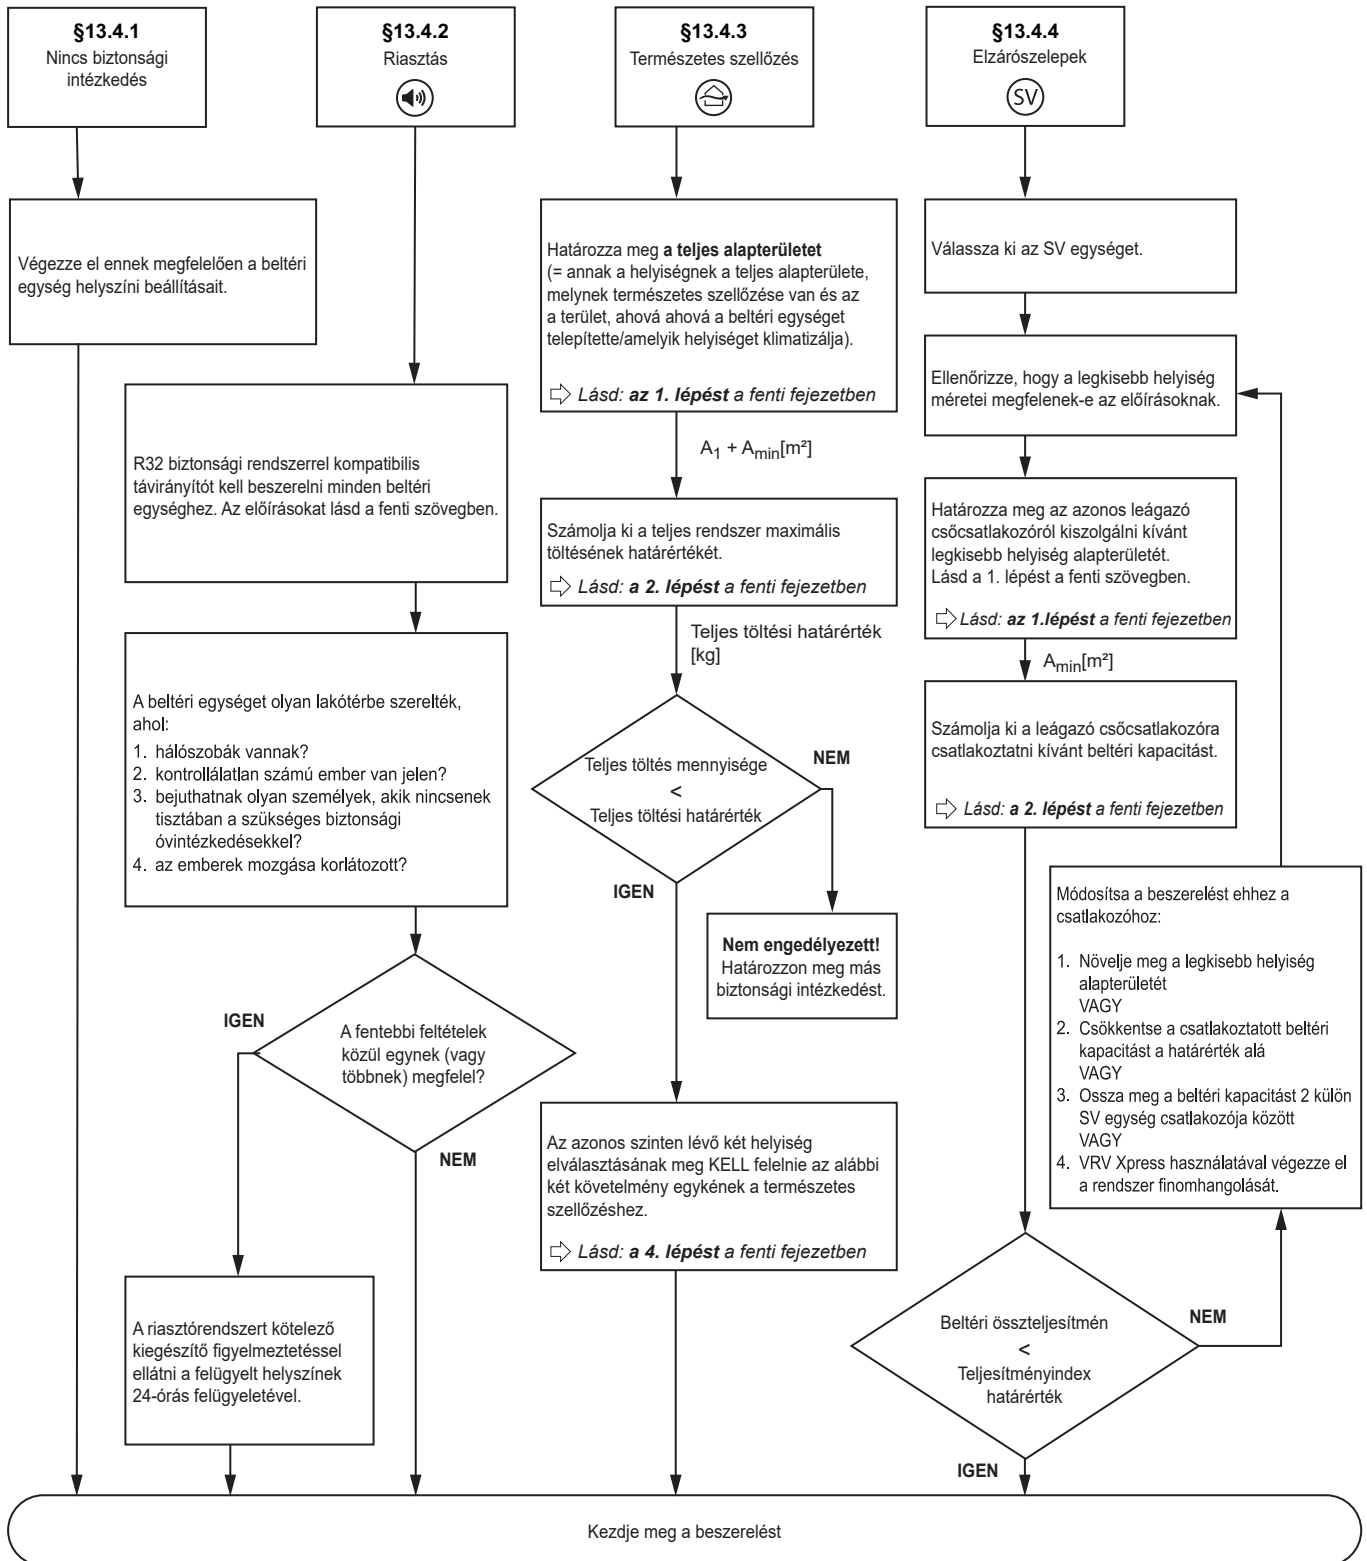 §13.4.1
Nincs biztonsági
intézkedés
§13.4.2
Riasztás
§13.4.3
Természetes szellőzés
§13.4.4
Elzárószelepek
SV
Végezze el ennek megfelelően a beltéri
egység helyszíni beállításait.
R32 biztonsági rendszerrel kompatibilis
távirányítót kell beszerelni minden beltéri
egységhez. Az előírásokat lásd a fenti szövegben.
A beltéri egységet olyan lakótérbe szerelték,
ahol:
1. hálószobák vannak?
2. kontrollálatlan számú ember van jelen?
3. bejuthatnak olyan személyek, akik nincsenek
tisztában a szükséges biztonsági
óvintézkedésekkel?
4. az emberek mozgása korlátozott?
IGEN
A fentebbi feltételek
közül egynek (vagy
többnek) megfelel?
NEM
A riasztórendszert kötelező
kiegészítő figyelmeztetéssel
ellátni a felügyelt helyszínek
24-órás felügyeletével.
Határozza meg a teljes alapterületet
(= annak a helyiségnek a teljes alapterülete,
melynek természetes szellőzése van és az
a terület, ahová ahová a beltéri egységet
telepítette/amelyik helyiséget klimatizálja).
⇨ Lásd: az 1. lépést a fenti fejezetben
A1 + Amin[m²]
Számolja ki a teljes rendszer maximális
töltésének határértékét.
⇨ Lásd: a 2. lépést a fenti fejezetben
Teljes töltési határérték
[kg]
Teljes töltés mennyisége
<
Teljes töltési határérték
NEM
IGEN
Nem engedélyezett!
Határozzon meg más
biztonsági intézkedést.
Az azonos szinten lévő két helyiség
elválasztásának meg KELL felelnie az alábbi
két követelmény egykének a természetes
szellőzéshez.
⇨ Lásd: a 4. lépést a fenti fejezetben
Válassza ki az SV egységet.
Ellenőrizze, hogy a legkisebb helyiség
méretei megfelenek-e az előírásoknak.
Határozza meg az azonos leágazó
csőcsatlakozóról kiszolgálni kívánt
legkisebb helyiség alapterületét.
Lásd a 1. lépést a fenti szövegben.
⇨ Lásd: az 1.lépést a fenti fejezetben
Amin[m²]
Számolja ki a leágazó csőcsatlakozóra
csatlakoztatni kívánt beltéri kapacitást.
⇨ Lásd: a 2. lépést a fenti fejezetben
Módosítsa a beszerelést ehhez a
csatlakozóhoz:
1. Növelje meg a legkisebb helyiség
alapterületét
VAGY
2. Csökkentse a csatlakoztatott beltéri
kapacitást a határérték alá
VAGY
3. Ossza meg a beltéri kapacitást 2 külön
SV egység csatlakozója között
VAGY
4. VRV Xpress használatával végezze el
a rendszer finomhangolását.
Beltéri összteljesítmén
<
Teljesítményindex
határérték
NEM
IGEN
Kezdje meg a beszerelést